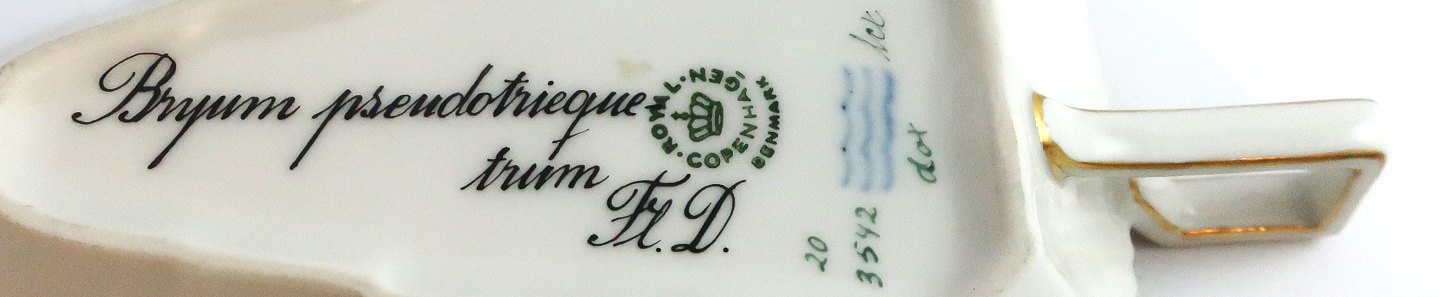 Bryum pseudotrieque
trum
Fl. D.
ROYAL COPENHAGEN
DENMARK
20
3542
dot